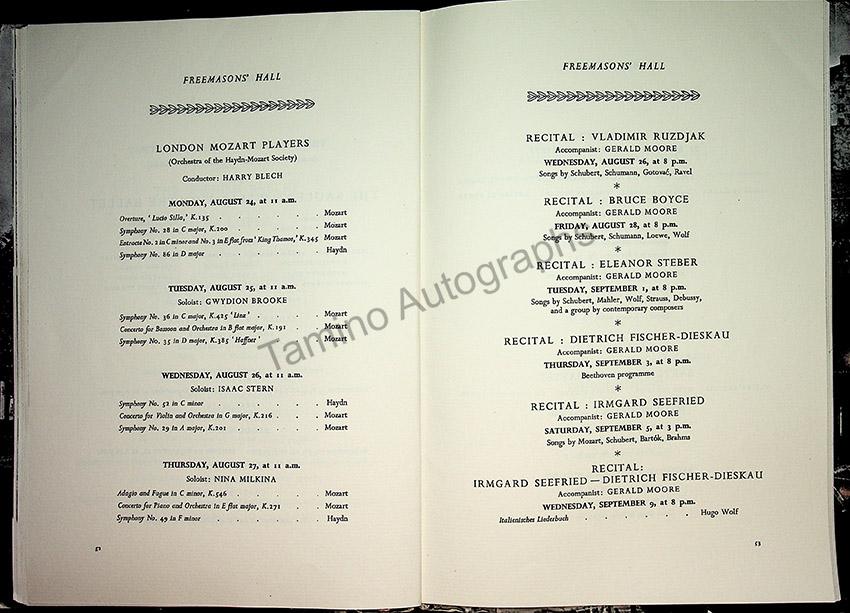 FREEMASONS' HALL
LONDON MOZART PLAYERS
(Orchestra of the Haydn-Mozart Society)
Conductor: HARRY BLECH
MONDAY, AUGUST 24, at 11 a.m.
Overture, 'Lucio Silla', K.135 . . . . . . Mozart
Symphony No. 28 in C major, K.200 . . . . . Mozart
Entracte No. 2 in C minor and No. 3 in E flat from 'King Thamos', K.345 Mozart
Symphony No. 86 in D major . . . . . . Haydn
TUESDAY, AUGUST 25, at 11 a.m.
Soloist: GWYDION BROOKE
Symphony No. 36 in C major, K.425 'Linz' . . . . Mozart
Concerto for Bassoon and Orchestra in B flat major, K.191 . . . Mozart
Symphony No. 35 in D major, K.385 'Haffner' . . . . Mozart
WEDNESDAY, AUGUST 26, at 11 a.m.
Soloist: ISAAC STERN
Symphony No. 52 in C minor . . . . . . Haydn
Concerto for Violin and Orchestra in G major, K.216 . . . Mozart
Symphony No. 29 in A major, K.201 . . . . . Mozart
THURSDAY, AUGUST 27, at 11 a.m.
Soloist: NINA MILKINA
Adagio and Fugue in C minor, K.546 . . . . . Mozart
Concerto for Piano and Orchestra in E flat major, K.271 . . . Mozart
Symphony No. 49 in F minor . . . . . . Haydn
52
FREEMASONS' HALL
RECITAL : VLADIMIR RUZDJAK
Accompanist: GERALD MOORE
WEDNESDAY, AUGUST 26, at 8 p.m.
Songs by Schubert, Schumann, Gotovać, Ravel
*
RECITAL : BRUCE BOYCE
Accompanist: GERALD MOORE
FRIDAY, AUGUST 28, at 8 p.m.
Songs by Schubert, Schumann, Loewe, Wolf
*
RECITAL : ELEANOR STEBER
Accompanist: GERALD MOORE
TUESDAY, SEPTEMBER 1, at 8 p.m.
Songs by Schubert, Mahler, Wolf, Strauss, Debussy,
and a group by contemporary composers
*
RECITAL : DIETRICH FISCHER-DIESKAU
Accompanist: GERALD MOORE
THURSDAY, SEPTEMBER 3, at 8 p.m.
Beethoven programme
*
RECITAL : IRMGARD SEEFRIED
Accompanist: GERALD MOORE
SATURDAY, SEPTEMBER 5, at 3 p.m.
Songs by Mozart, Schubert, Bartók, Brahms
*
RECITAL:
IRMGARD SEEFRIED — DIETRICH FISCHER-DIESKAU
Accompanist: GERALD MOORE
WEDNESDAY, SEPTEMBER 9, at 8 p.m.
Italienisches Liederbuch . . . . . . Hugo Wolf
53
Tamino Autographs